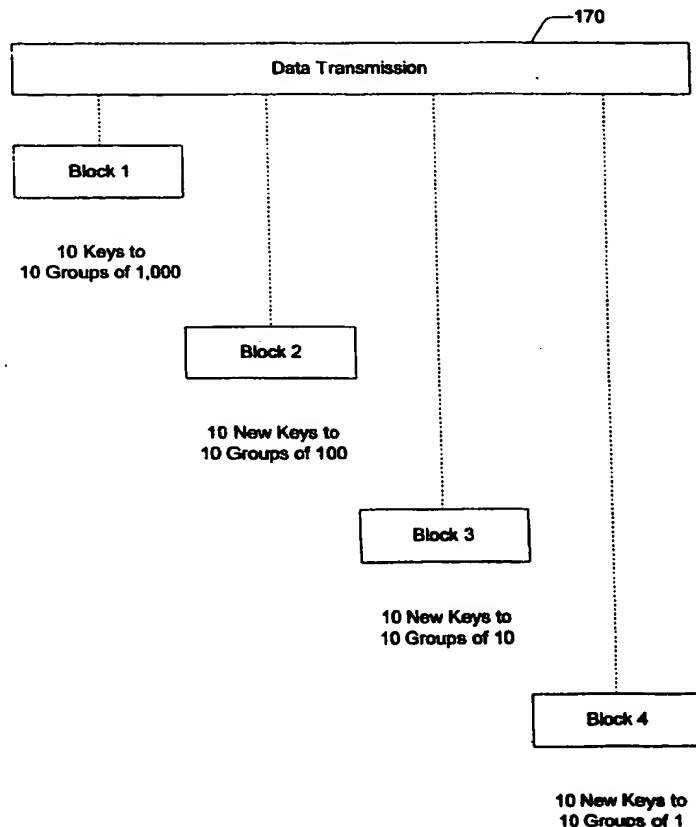 170
Data Transmission
Block 1
10 Keys to
10 Groups of 1,000
Block 2
10 New Keys to
10 Groups of 100
Block 3
10 New Keys to
10 Groups of 10
Block 4
10 New Keys to
10 Groups of 1